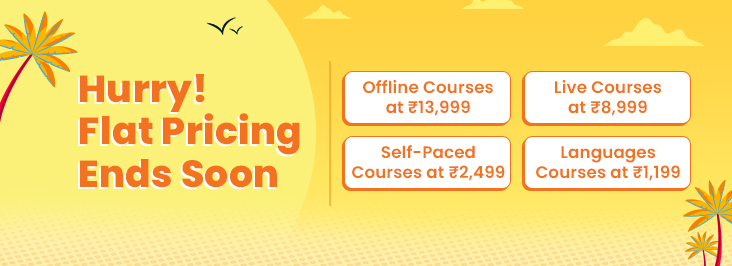 Hurry!
Flat Pricing
Ends Soon
Offline Courses
at ₹13,999
Live Courses
at ₹8,999
Self-Paced
Courses at ₹2,499
Languages
Courses at ₹1,199